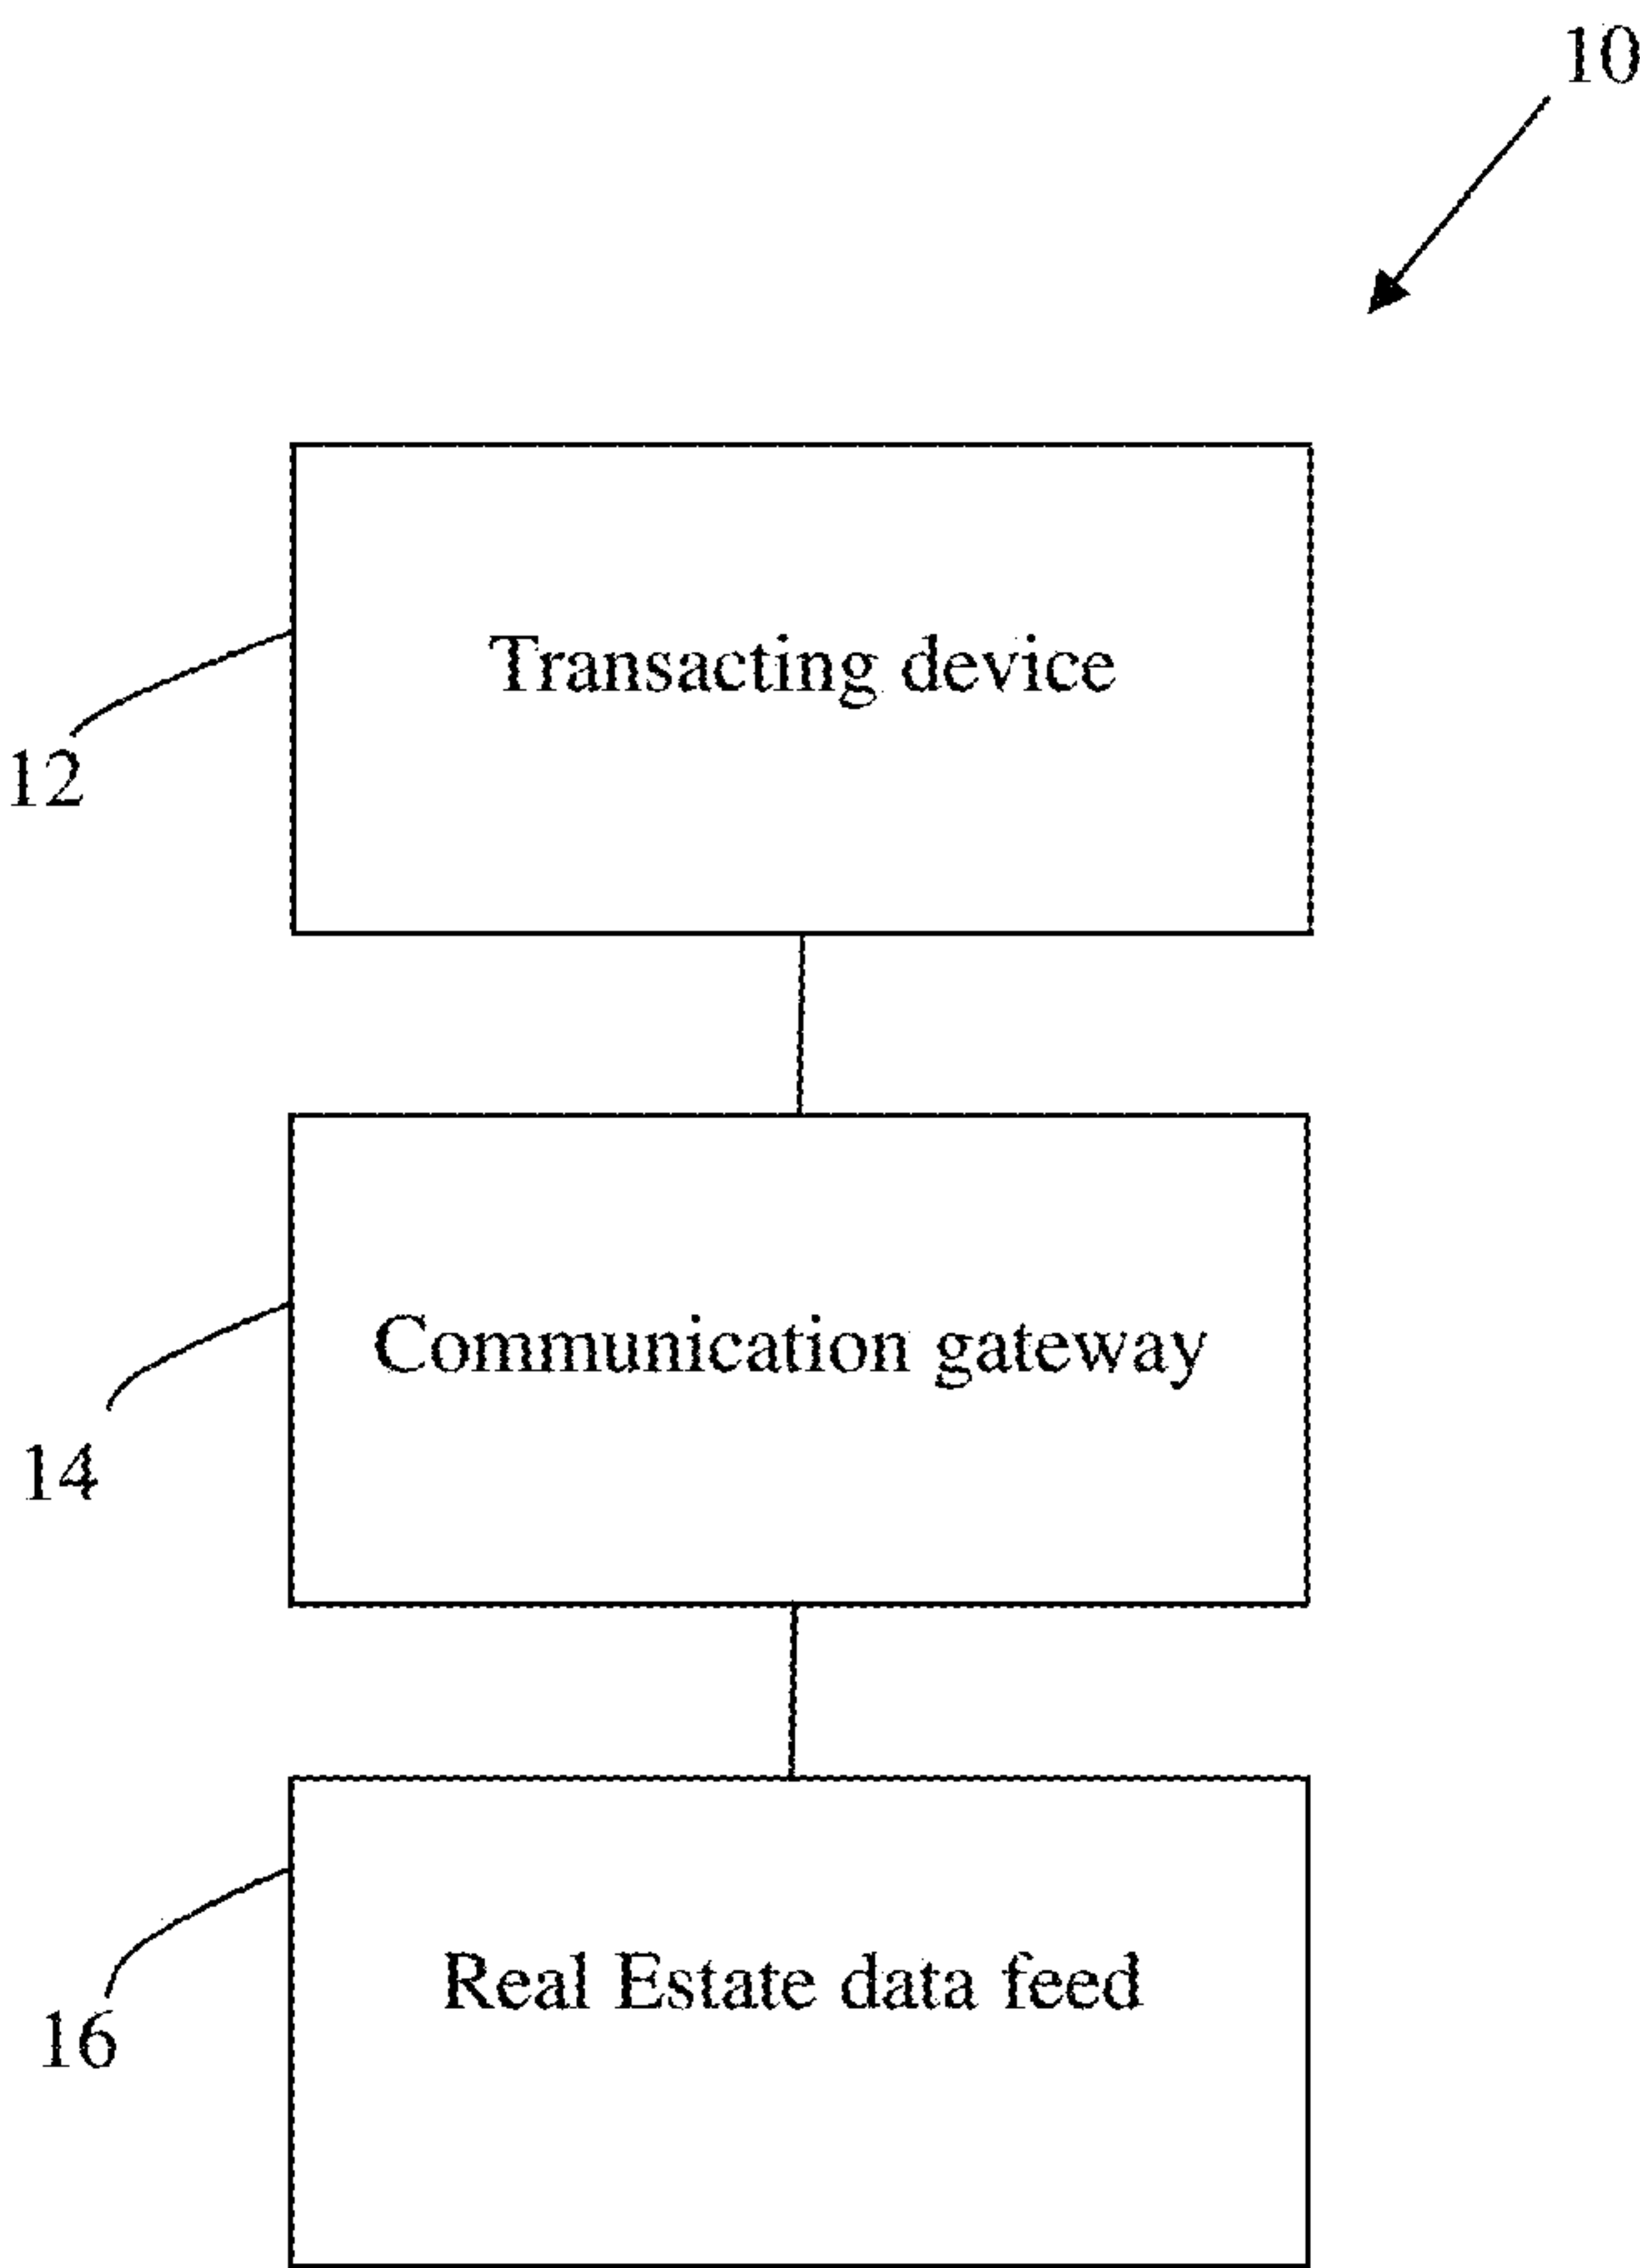 10
Transacting device
12
Communication gateway
14
Real Estate data feed
16